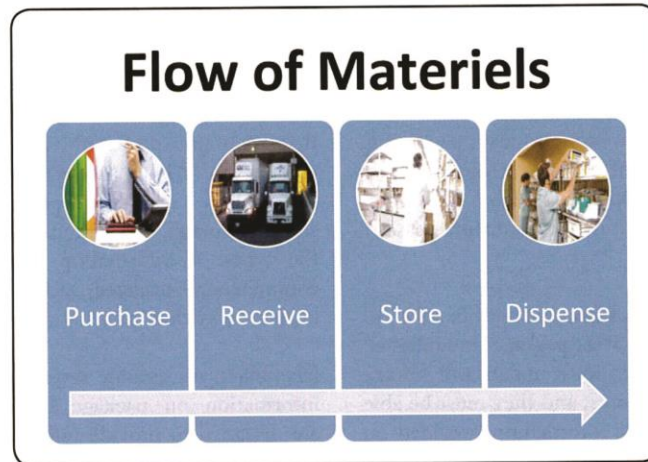 Flow of Materiels
Purchase
Receive
Store
Dispense